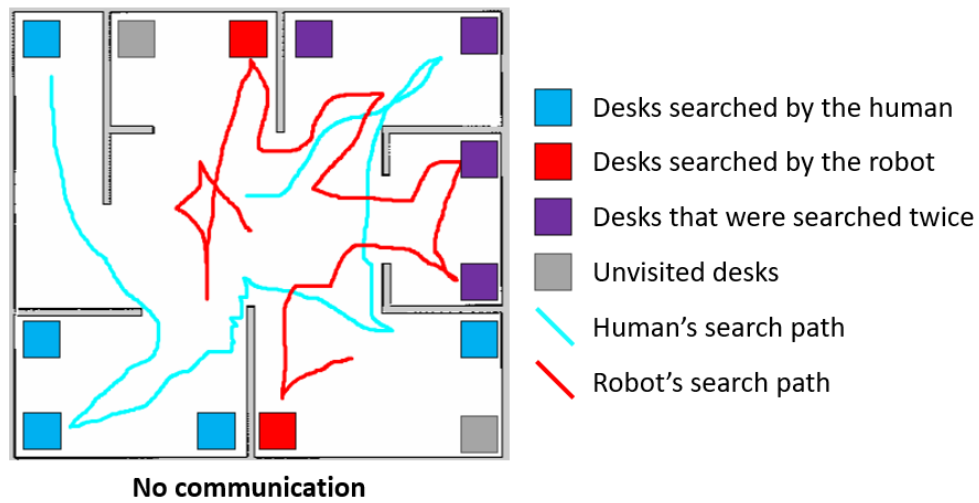 Desks searched by the human
Desks searched by the robot
Desks that were searched twice
Unvisited desks
Human's search path
Robot's search path
No communication